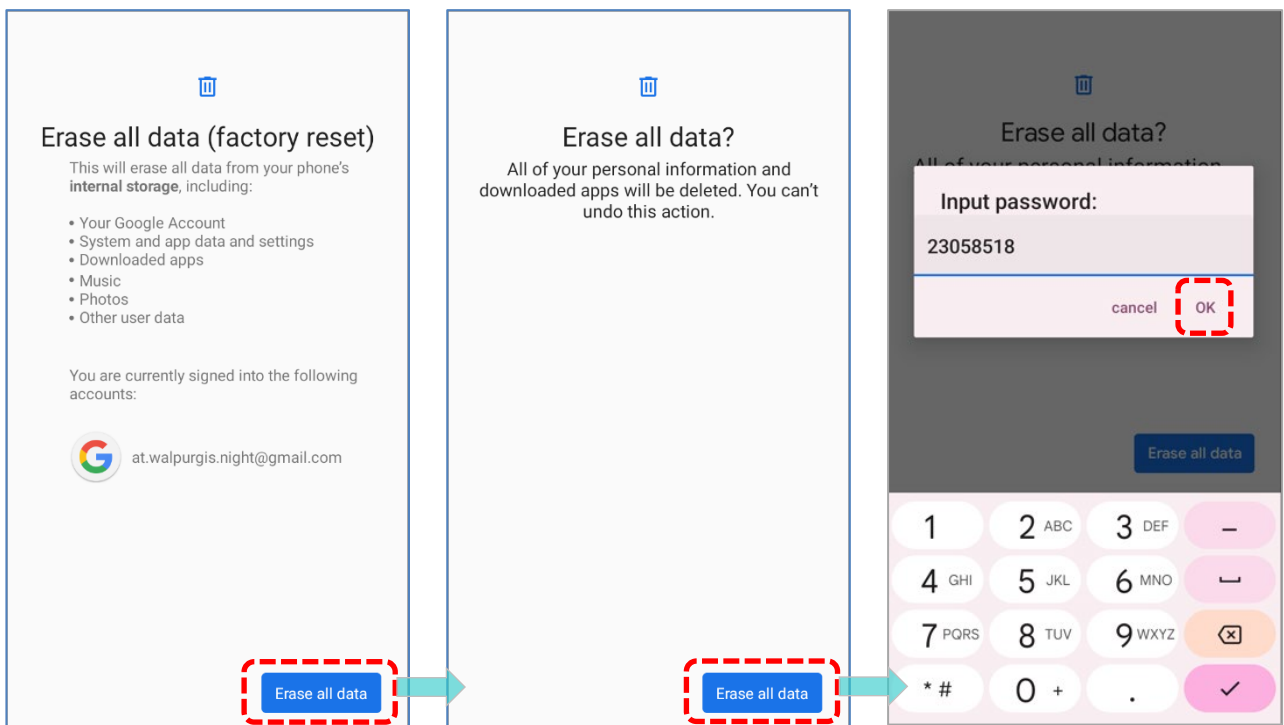 Erase all data (factory reset)
This will erase all data from your phone's
internal storage, including:
• Your Google Account
• System and app data and settings
• Downloaded apps
• Music
• Photos
• Other user data
You are currently signed into the following
accounts:
at.walpurgis.night@gmail.com
Erase all data
Erase all data?
All of your personal information and
downloaded apps will be deleted. You can't
undo this action.
Erase all data
Erase all data?
All of your personal information
Input password:
23058518
cancel OK
Erase all data
1 2 ABC 3 DEF –
4 GHI 5 JKL 6 MNO
7 PQRS 8 TUV 9 WXYZ
* # 0 + .